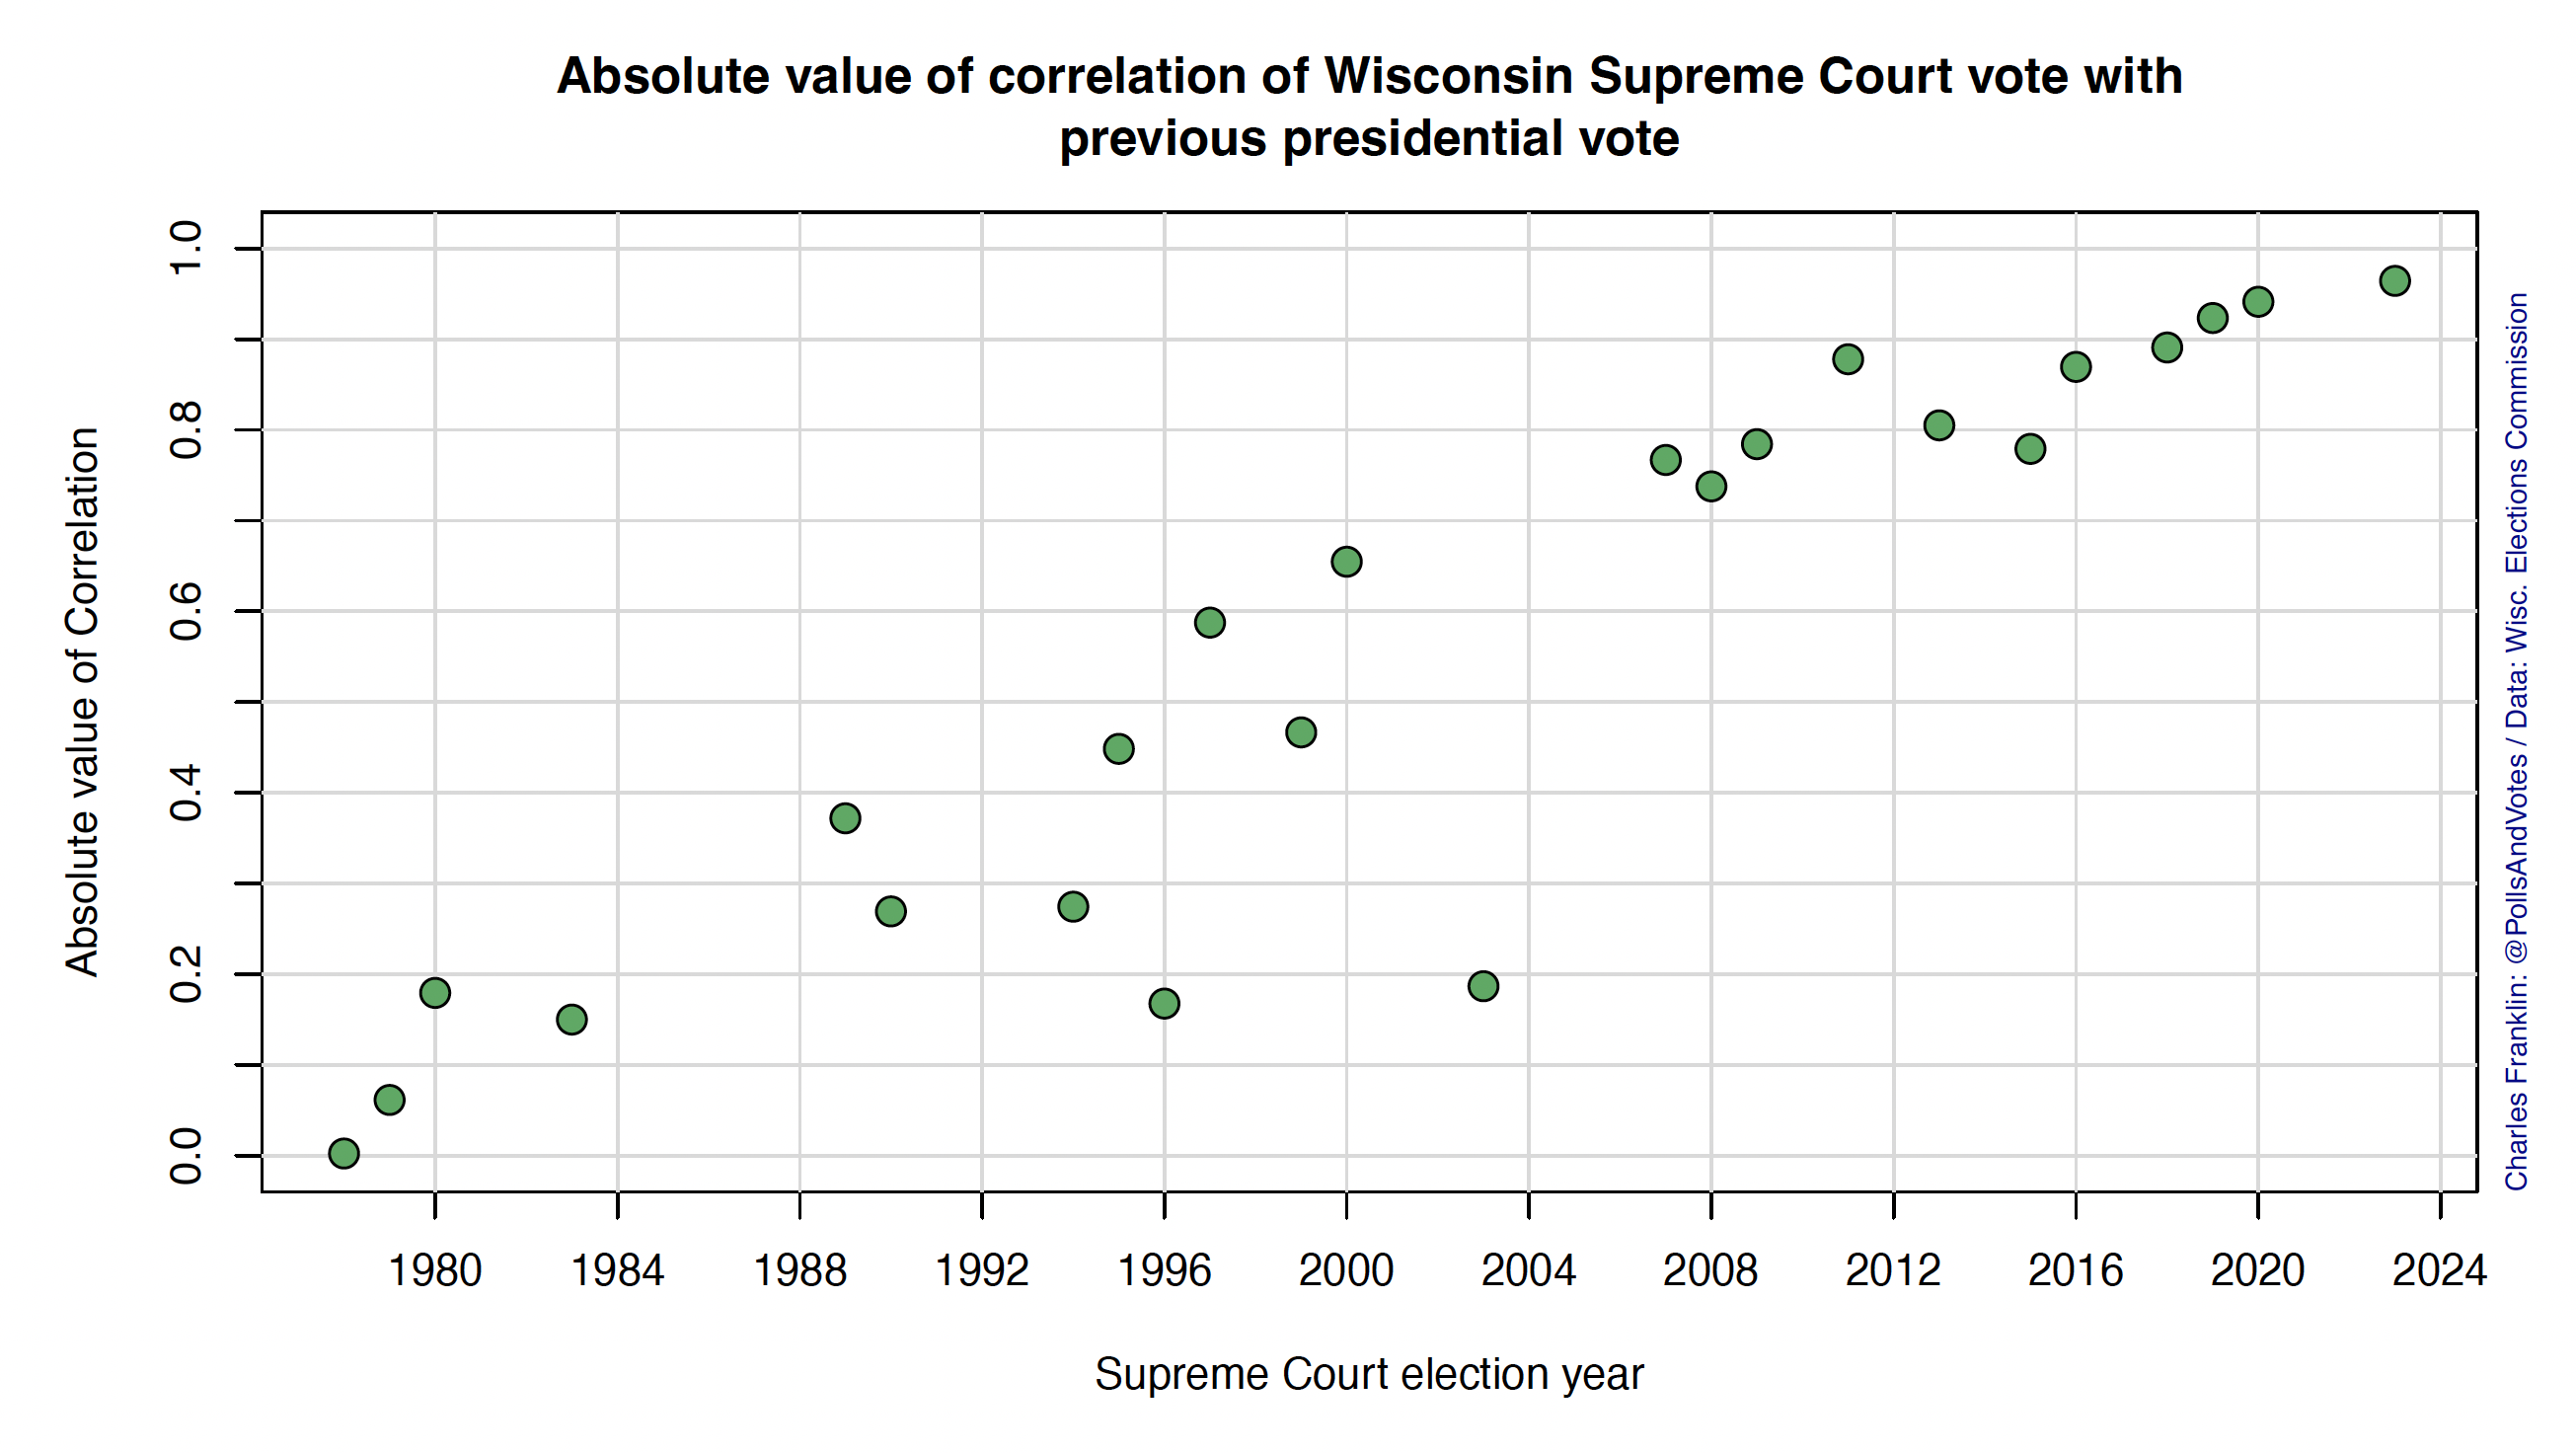 Absolute value of correlation of Wisconsin Supreme Court vote with
previous presidential vote
Absolute value of Correlation
1.0
0.8
0.6
0.4
0.2
0.0
1980 1984 1988 1992 1996 2000 2004 2008 2012 2016 2020 2024
Supreme Court election year
Charles Franklin: @PollsAndVotes / Data: Wisc. Elections Commission